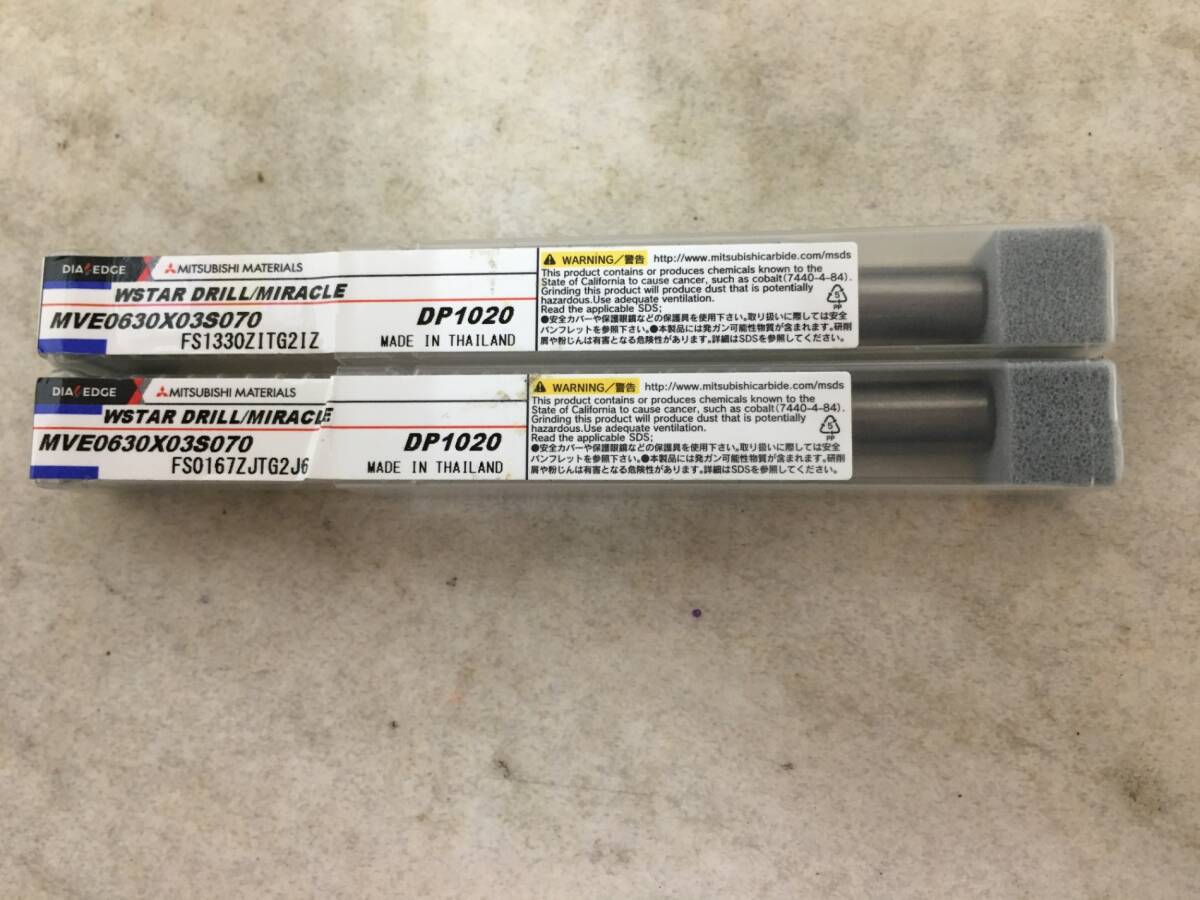 DIAEDGE MITSUBISHI MATERIALS
WSTAR DRILL/MIRACLE
MVE0630X03S070 DP1020
FS1330ZITG2IZ MADE IN THAILAND
WARNING/警告 http://www.mitsubishicarbide.com/msds
This product contains or produces chemicals known to the
State of California to cause cancer, such as cobalt(7440-4-84).
Grinding this product will produce dust that is potentially
hazardous.Use adequate ventilation.
Read the applicable SDS;
●安全カバーや保護眼鏡などの保護具を使用下さい。取り扱いに際しては安全
パンフレットを参照下さい。●本製品には発ガン可能性物質が含まれます。研削
屑や粉じんは有害となる危険性があります。詳細はSDSを参照してください。
5
PP
DIAEDGE MITSUBISHI MATERIALS
WSTAR DRILL/MIRACLE
MVE0630X03S070 DP1020
FS0167ZJTG2J6 MADE IN THAILAND
WARNING/警告 http://www.mitsubishicarbide.com/msds
This product contains or produces chemicals known to the
State of California to cause cancer, such as cobalt(7440-4-84).
Grinding this product will produce dust that is potentially
hazardous.Use adequate ventilation.
Read the applicable SDS;
●安全カバーや保護眼鏡などの保護具を使用下さい。取り扱いに際しては安全
パンフレットを参照下さい。●本製品には発ガン可能性物質が含まれます。研削
屑や粉じんは有害となる危険性があります。詳細はSDSを参照してください。
5
PP